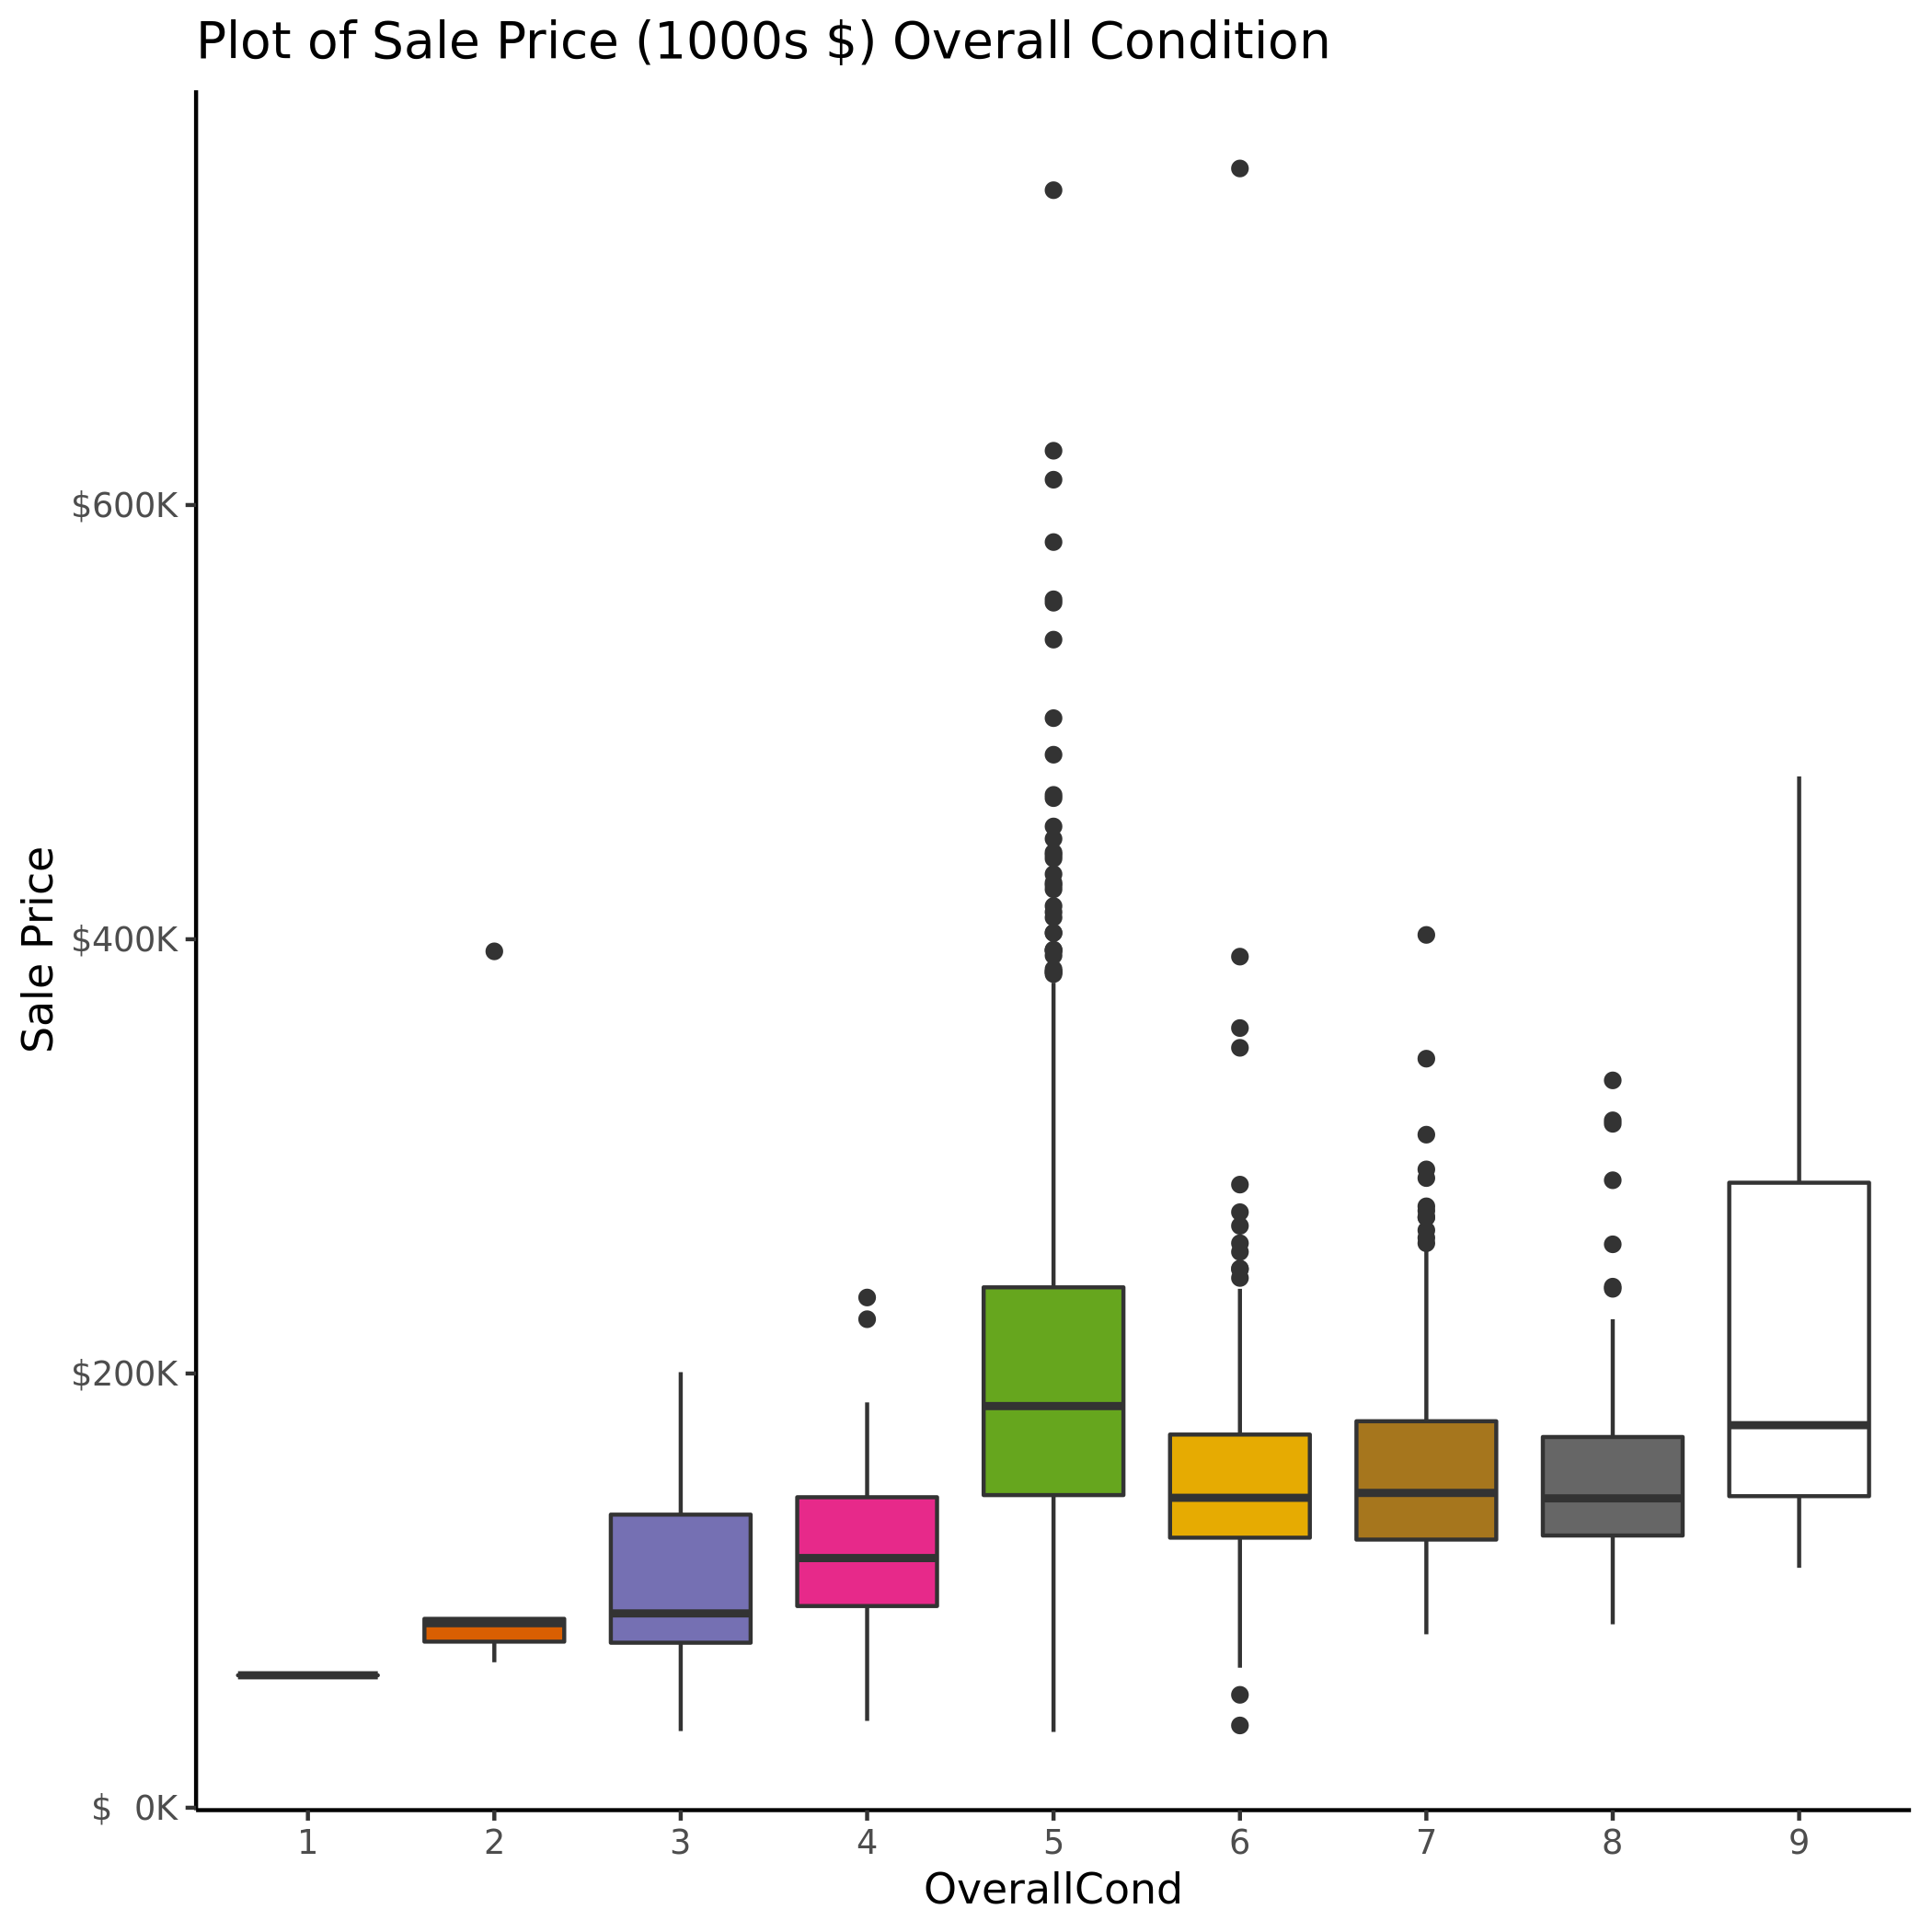 Plot of Sale Price (1000s $) Overall Condition
Sale Price
$600K
$400K
$200K
$  0K
1 2 3 4 5 6 7 8 9
OverallCond